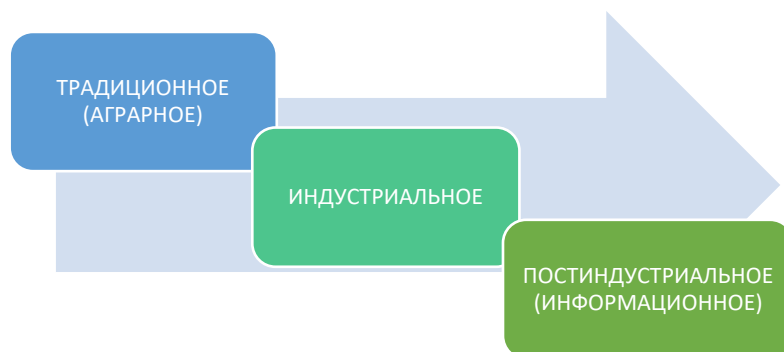 ТРАДИЦИОННОЕ
(АГРАРНОЕ)
ИНДУСТРИАЛЬНОЕ
ПОСТИНДУСТРИАЛЬНОЕ
(ИНФОРМАЦИОННОЕ)